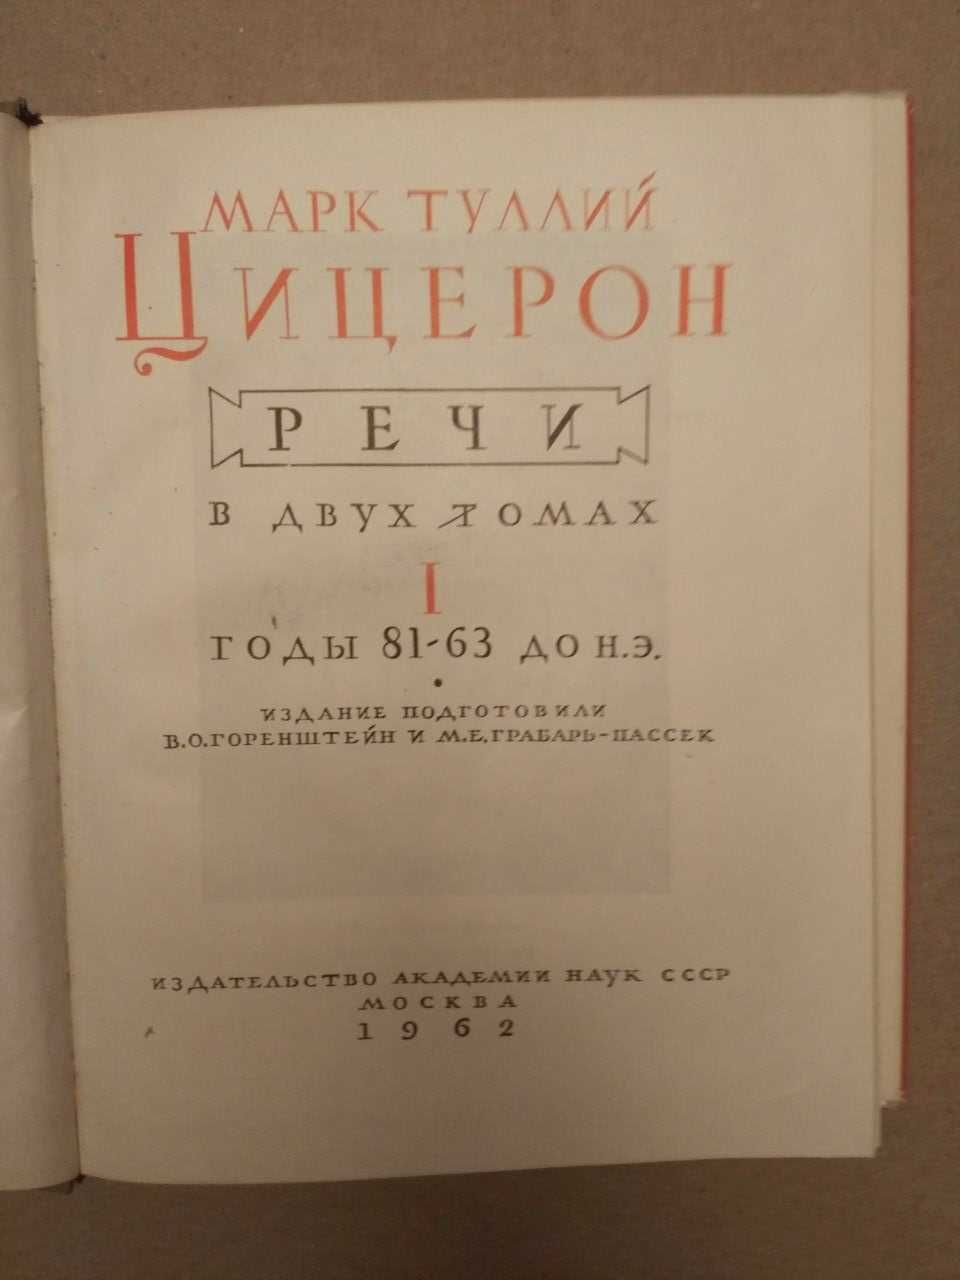 МАРК ТУЛЛИЙ
ЦИЦЕРОН
РЕЧИ
В ДВУХ ТОМАХ
I
ГОДЫ 81-63 ДО Н.Э.
ИЗДАНИЕ ПОДГОТОВИЛИ
В.О.ГОРЕНШТЕЙН И М.Е.ГРАБАРЬ-ПАССЕК
ИЗДАТЕЛЬСТВО АКАДЕМИИ НАУК СССР
МОСКВА
1962